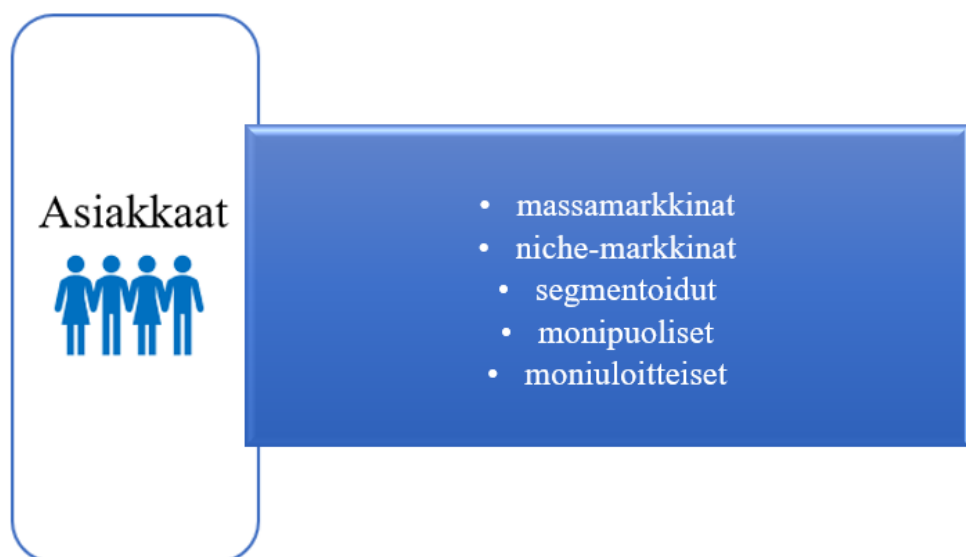 Asiakkaat
• massamarkkinat
• niche-markkinat
• segmentoidut
• monipuoliset
• moniuloitteiset